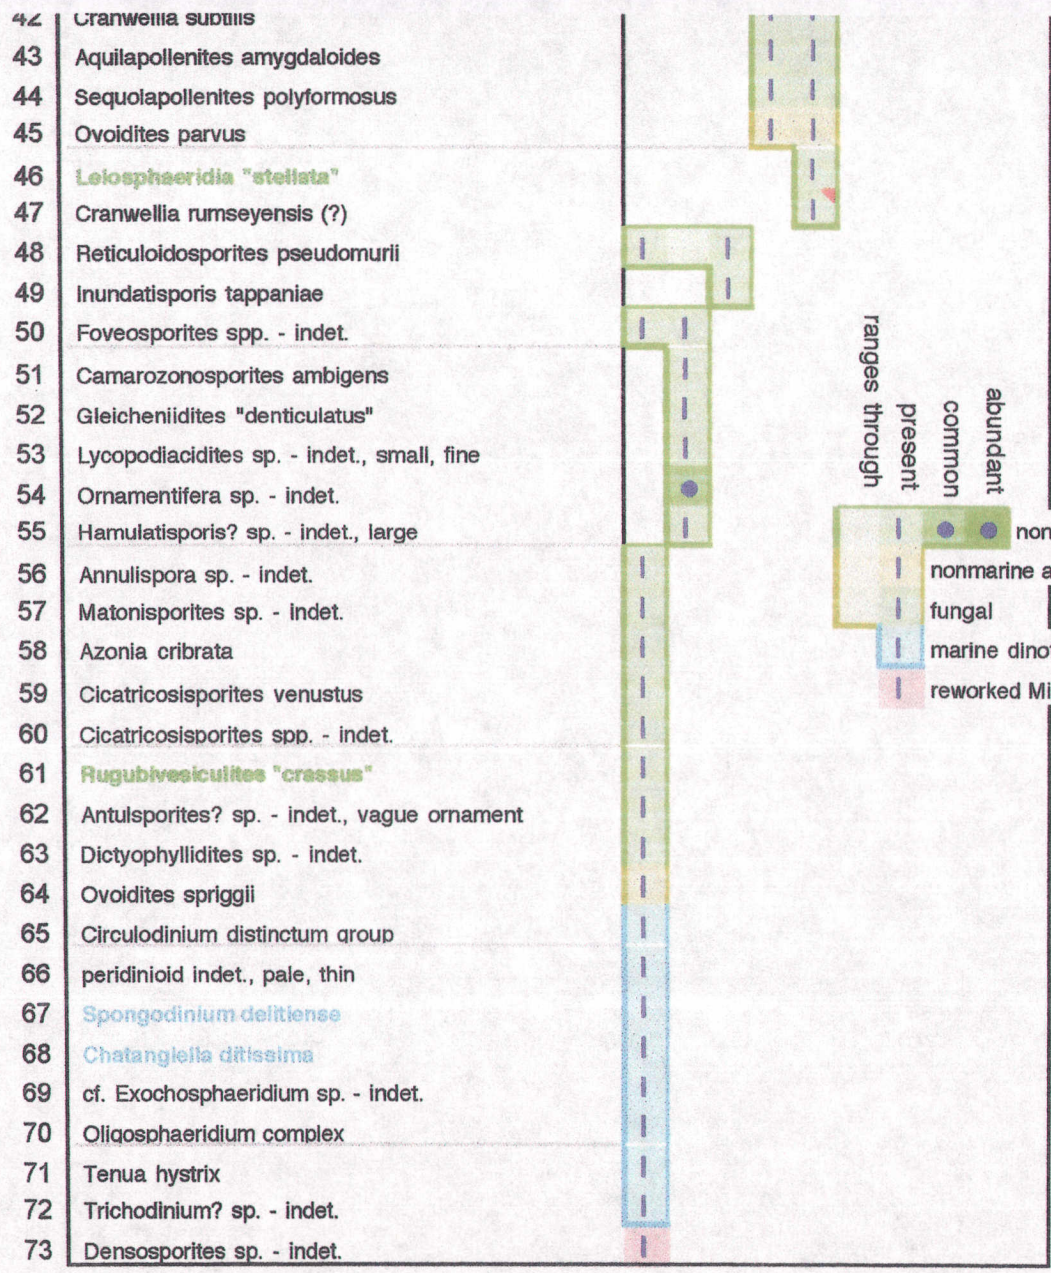 42 Cranwellia subtilis
43 Aquilapollenites amygdaloides
44 Sequoiapollenites polyformosus
45 Ovoidites parvus
46 Leiosphaeridia "stellata"
47 Cranwellia rumseyensis (?)
48 Reticuloidosporites pseudomurii
49 Inundatisporis tappaniae
50 Foveosporites spp. - indet.
51 Camarozonosporites ambigens
52 Gleicheniidites "denticulatus"
53 Lycopodiacidites sp. - indet., small, fine
54 Ornamentifera sp. - indet.
55 Hamulatisporis? sp. - indet., large
56 Annulispora sp. - indet.
57 Matonisporites sp. - indet.
58 Azonia cribrata
59 Cicatricosisporites venustus
60 Cicatricosisporites spp. - indet.
61 Rugubivesiculites "crassus"
62 Antulsporites? sp. - indet., vague ornament
63 Dictyophyllidites sp. - indet.
64 Ovoidites spriggii
65 Circulodinium distinctum group
66 peridinioid indet., pale, thin
67 Spongodinium delitiense
68 Chatangiella ditissima
69 cf. Exochosphaeridium sp. - indet.
70 Oligosphaeridium complex
71 Tenua hystrix
72 Trichodinium? sp. - indet.
73 Densosporites sp. - indet.
ranges through
present
common
abundant
non
nonmarine a
fungal
marine dino
reworked Mi